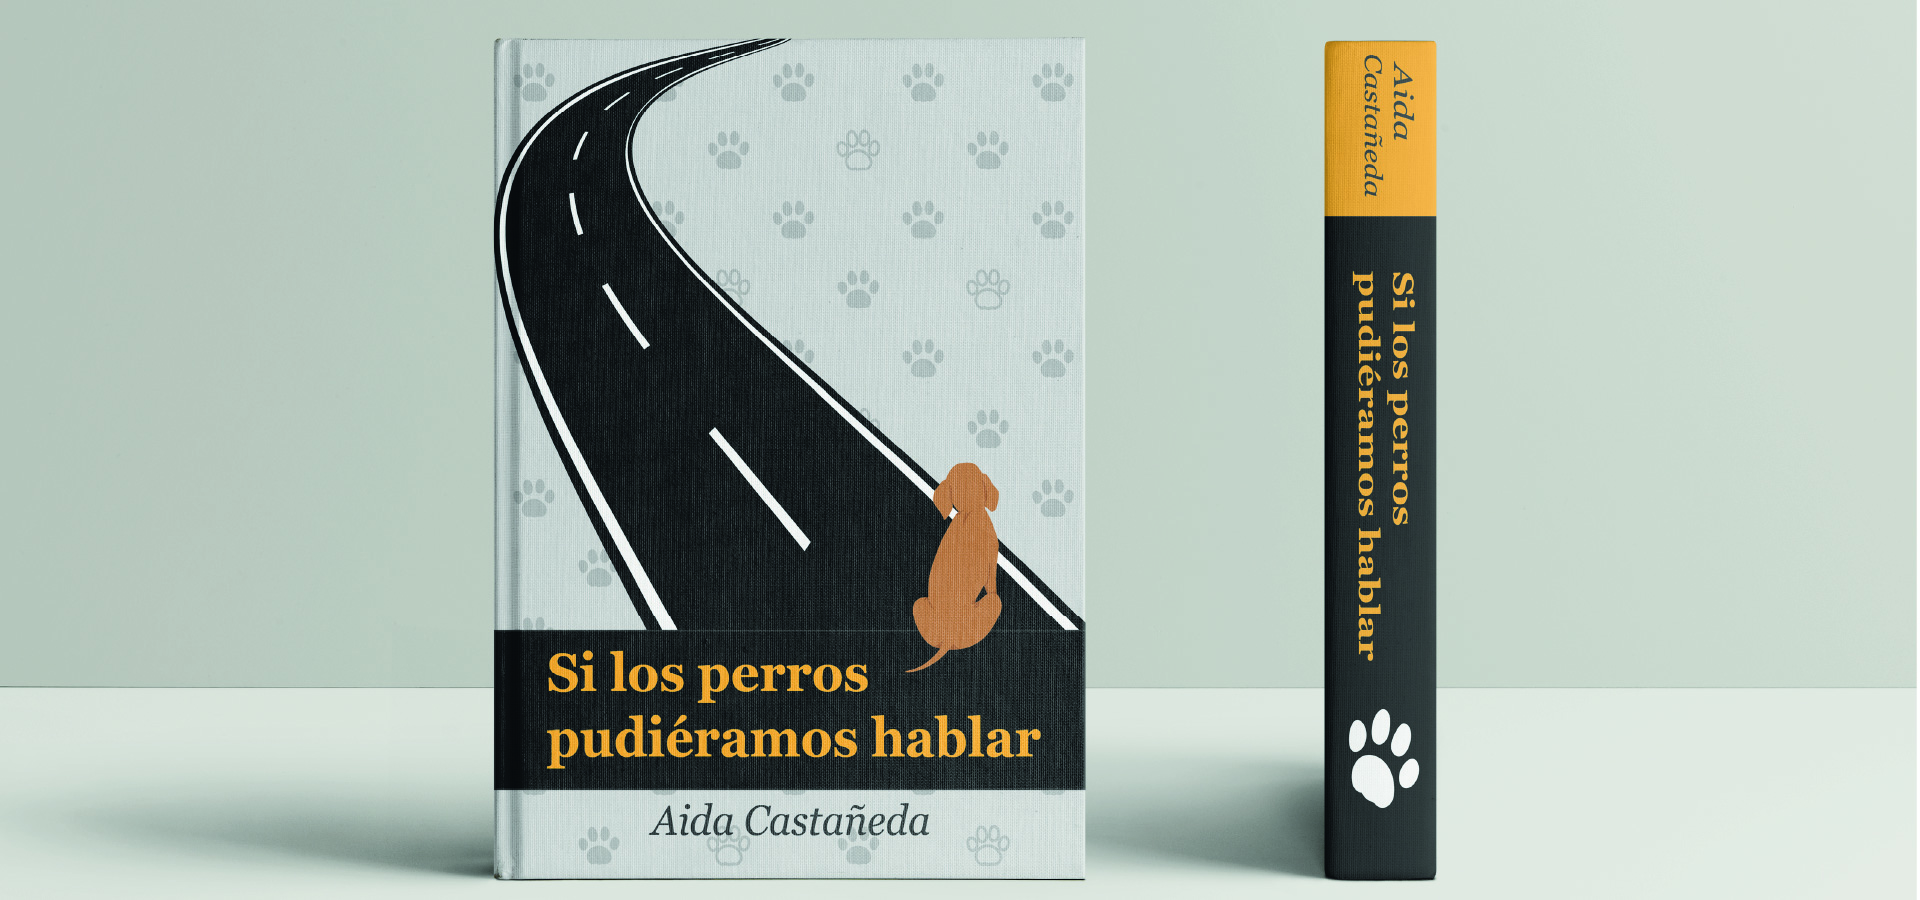 Si los perros
pudiéramos hablar
Aida Castañeda
Aida
Castañeda
Si los perros
pudiéramos hablar